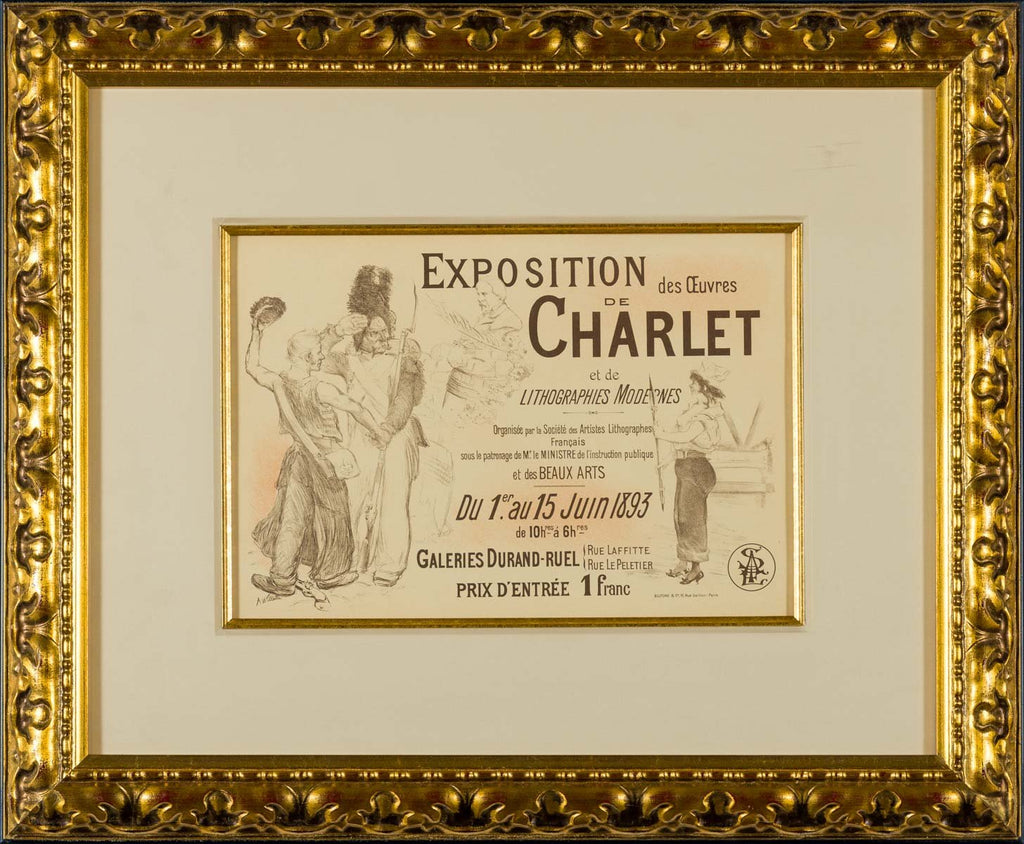 EXPOSITION des Œuvres
DE
CHARLET
et de
LITHOGRAPHIES MODERNES
Organisée par la Société des Artistes Lithographes
Français
sous le patronage de Mr. le MINISTRE de l'instruction publique
et des BEAUX ARTS
Du 1er. au 15 Juin 1893
de 10hres à 6hres
GALERIES DURAND-RUEL RUE LAFFITTE
RUE LE PELETIER
PRIX D'ENTRÉE 1 franc